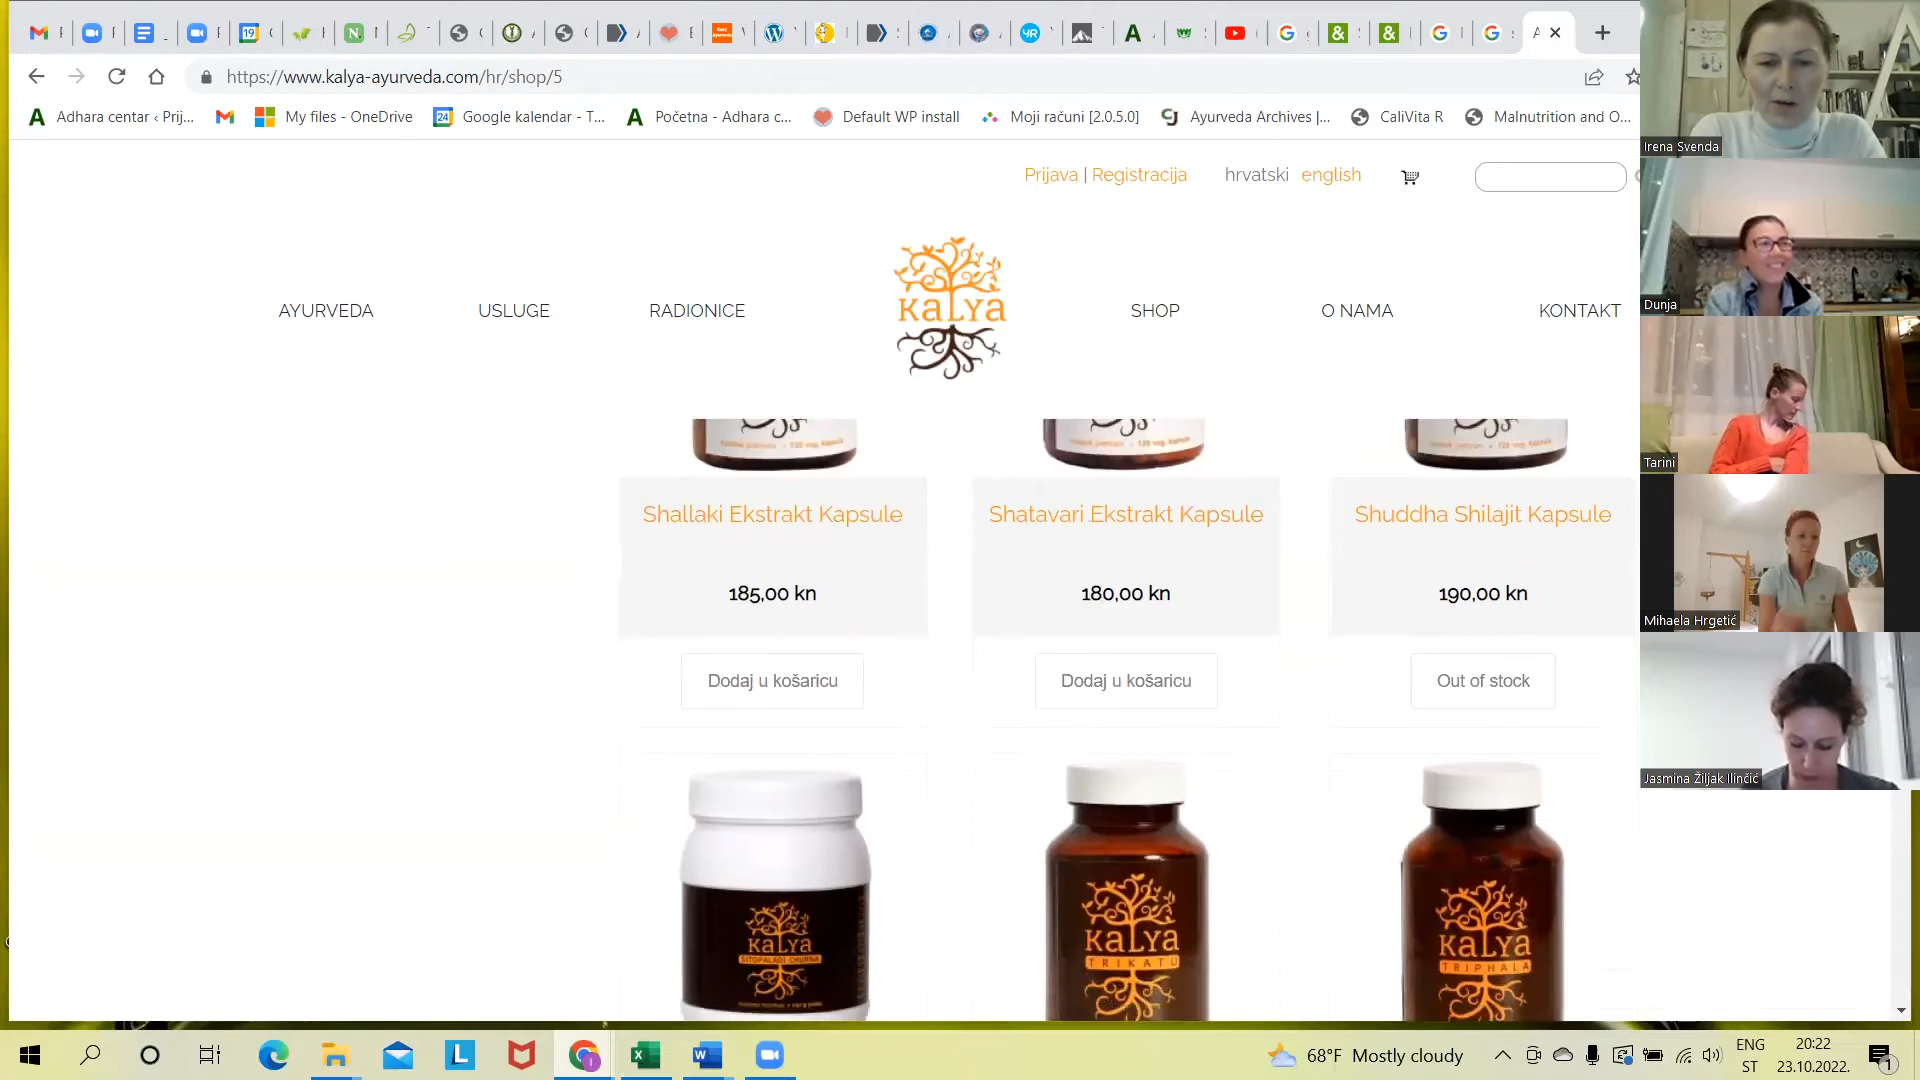 https://www.kalya-ayurveda.com/hr/shop/5
Adhara centar ‹ Prij...
My files - OneDrive
Google kalendar - T...
Početna - Adhara c...
Default WP install
Moji računi [2.0.5.0]
Ayurveda Archives |...
CaliVita R
Malnutrition and O...
Prijava | Registracija hrvatski english
AYURVEDA USLUGE RADIONICE
KALYA
SHOP O NAMA KONTAKT
Shallaki Ekstrakt Kapsule
Shatavari Ekstrakt Kapsule
Shuddha Shilajit Kapsule
185,00 kn
180,00 kn
190,00 kn
Dodaj u košaricu
Dodaj u košaricu
Out of stock
KALYA
SITOPALADI CHURNA
KALYA
TRIKATU
KALYA
TRIPHALA
Irena Svenda
Dunja
Tarini
Mihaela Hrgetić
Jasmina Žiljak Ilinčić
68°F Mostly cloudy
ENG
ST
20:22
23.10.2022.
1